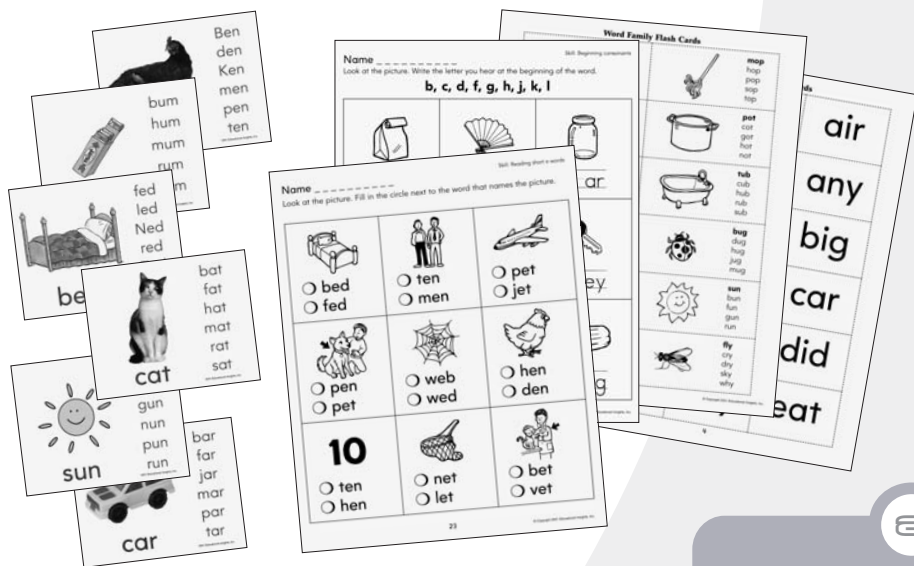 Ben
den
Ken
men
pen
ten
bum
hum
mum
rum
fed
led
Ned
red
be
bat
fat
hat
mat
rat
sat
cat
gun
nun
pun
run
sun
bar
far
jar
mar
par
tar
car
Skill: Reading short e words
Name
Look at the picture. Fill in the circle next to the word that names the picture.
bed
fed
ten
men
pet
jet
pen
pet
web
wed
hen
den
10
ten
hen
net
let
bet
vet
23
Skill: Beginning consonants
Name
Look at the picture. Write the letter you hear at the beginning of the word.
b, c, d, f, g, h, j, k, l
ar
ey
g
Word Family Flash Cards
mop
hop
pop
sop
top
pot
cot
got
hot
not
tub
cub
hub
rub
sub
bug
dug
hug
jug
mug
sun
bun
fun
gun
run
fly
cry
dry
sky
why
air
any
big
car
did
eat